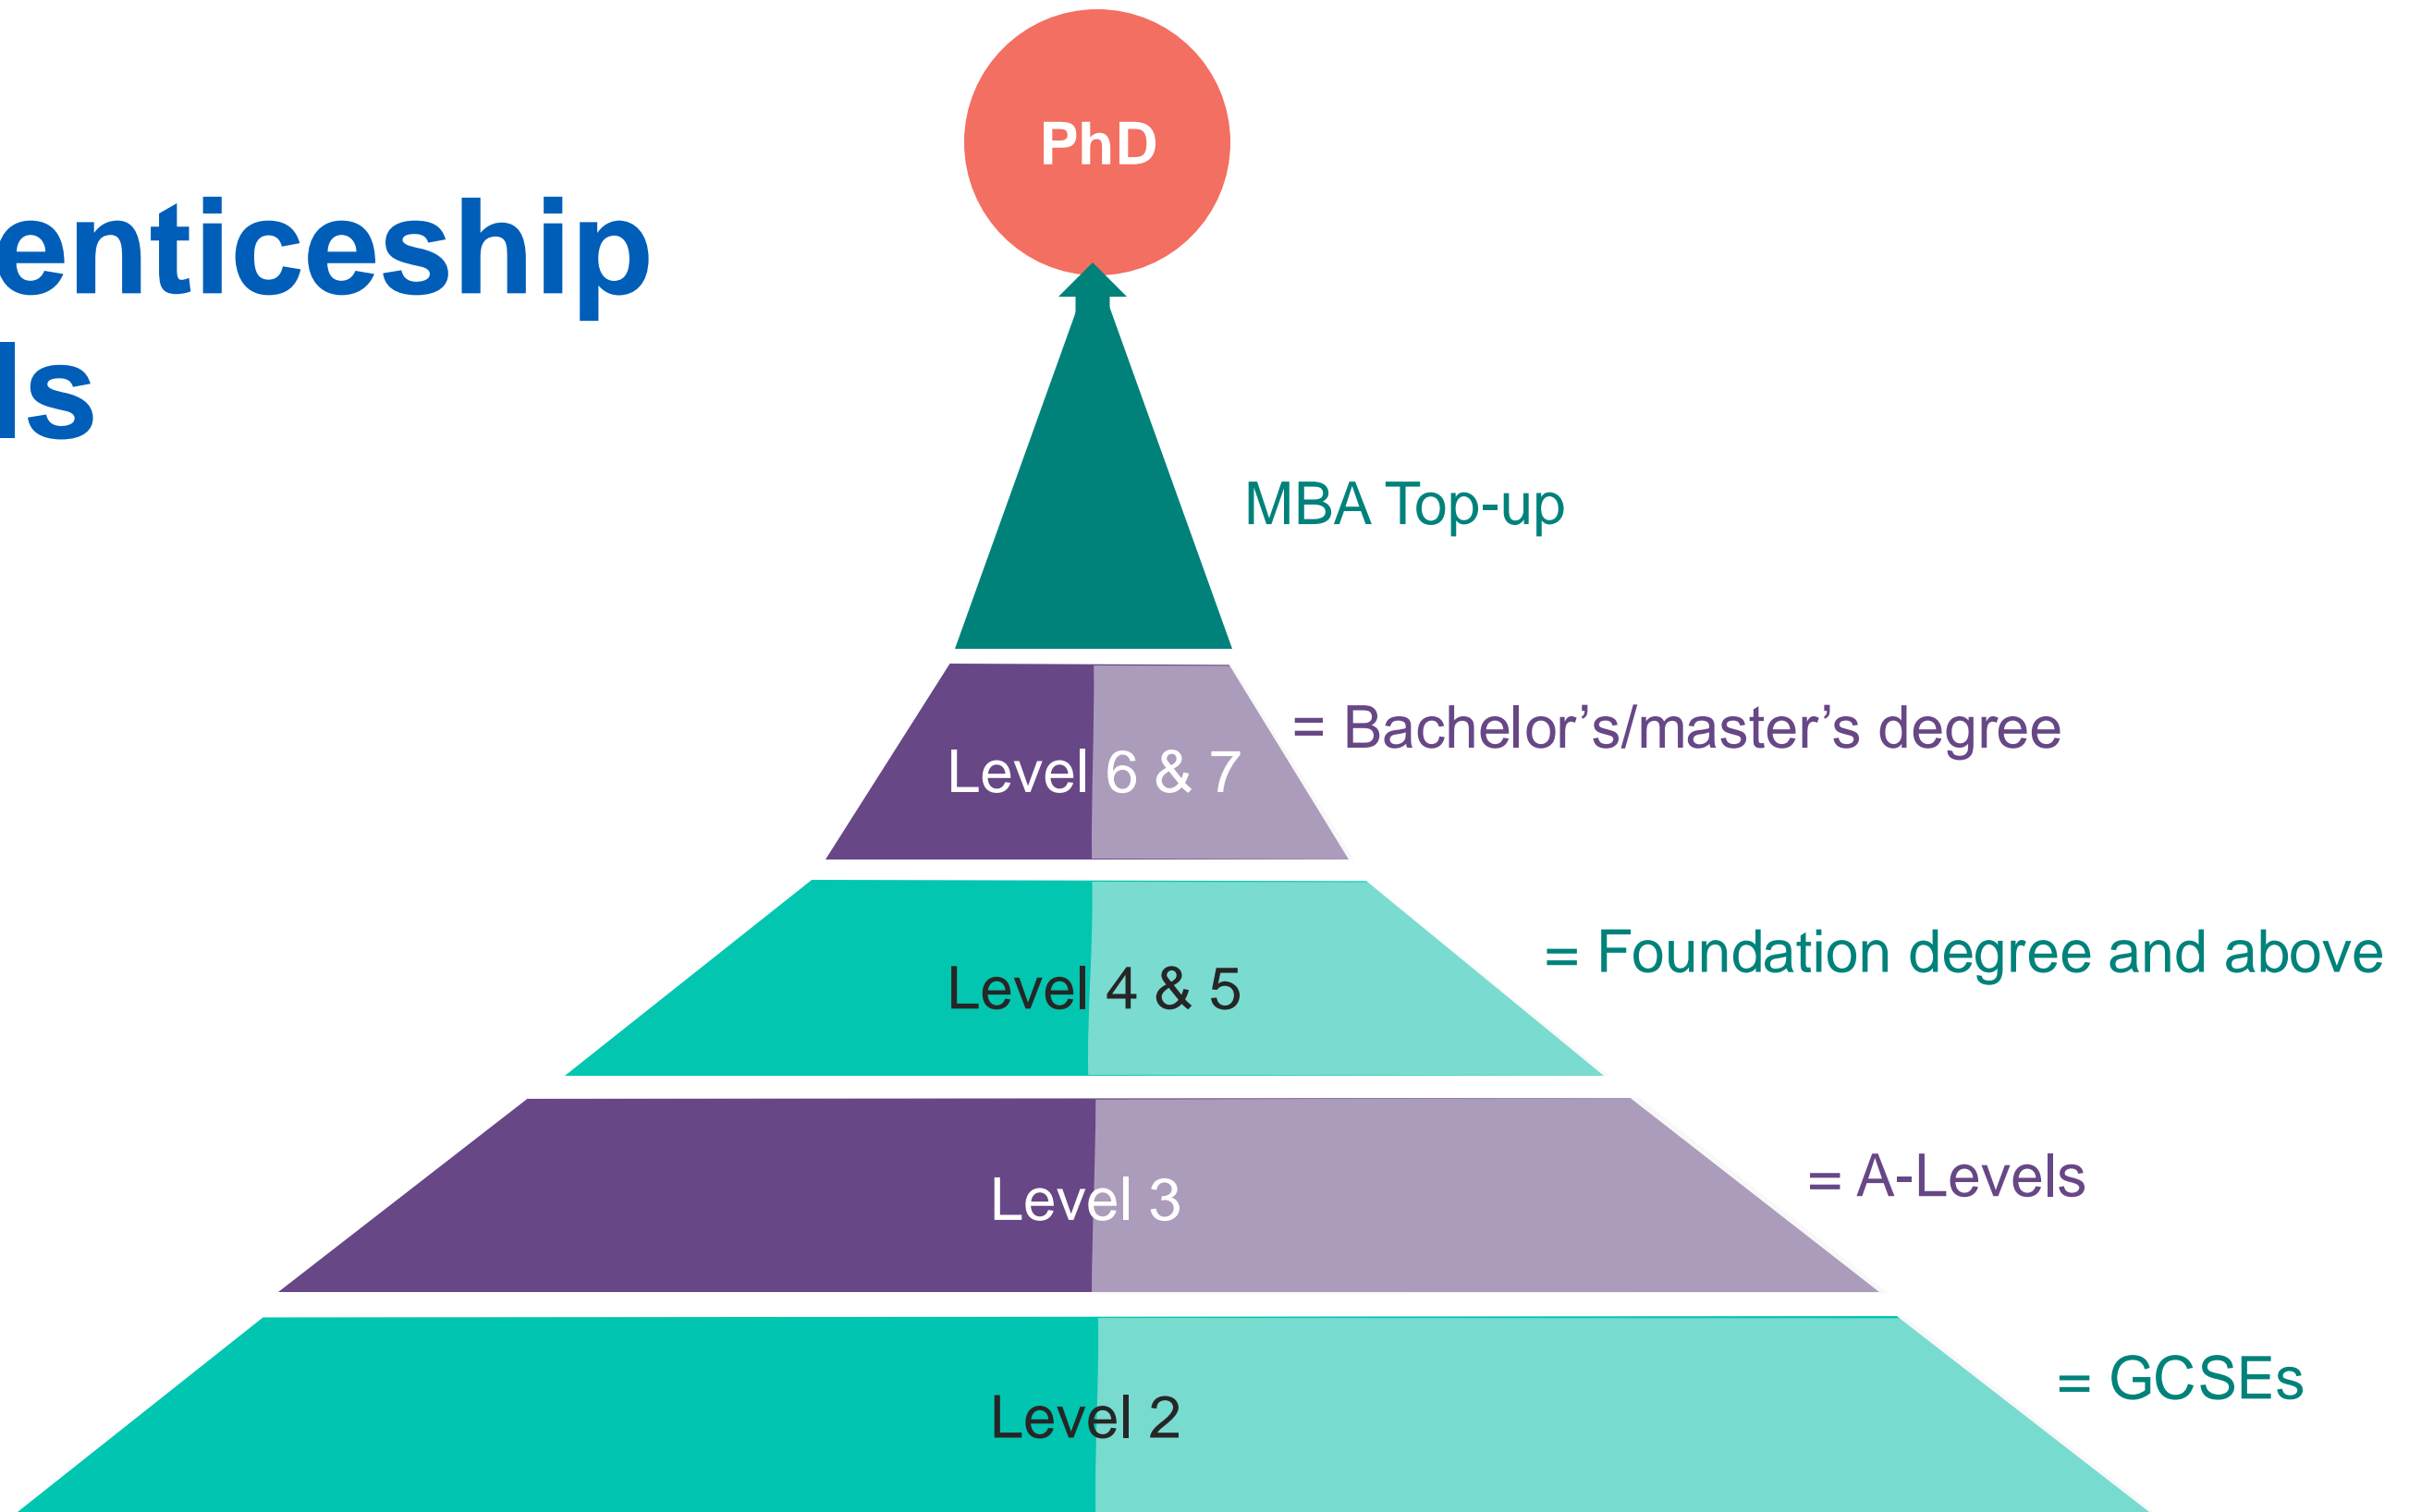 PhD
enticeship
ls
MBA Top-up
= Bachelor’s/master’s degree
Level 6 & 7
= Foundation degree and above
Level 4 & 5
= A-Levels
Level 3
= GCSEs
Level 2